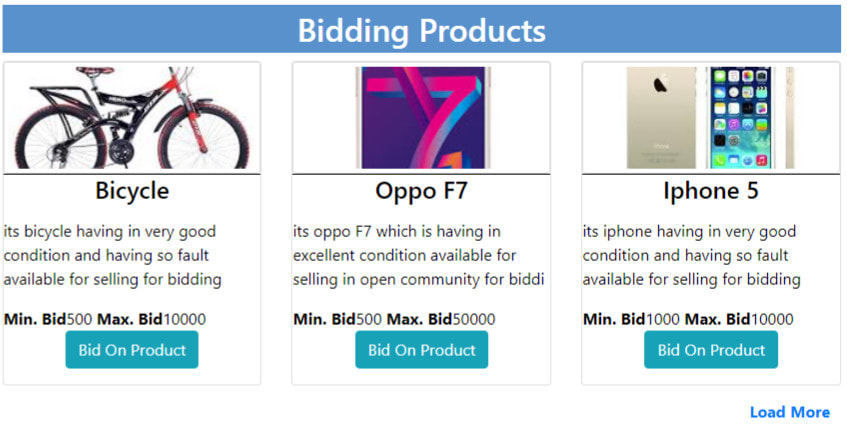 Bidding Products
HERO
Bicycle
its bicycle having in very good
condition and having so fault
available for selling for bidding
Min. Bid500 Max. Bid10000
Bid On Product
7
Oppo F7
its oppo F7 which is having in
excellent condition available for
selling in open community for biddi
Min. Bid500 Max. Bid50000
Bid On Product
iPhone
Iphone 5
its iphone having in very good
condition and having so fault
available for selling for bidding
Min. Bid1000 Max. Bid10000
Bid On Product
Load More